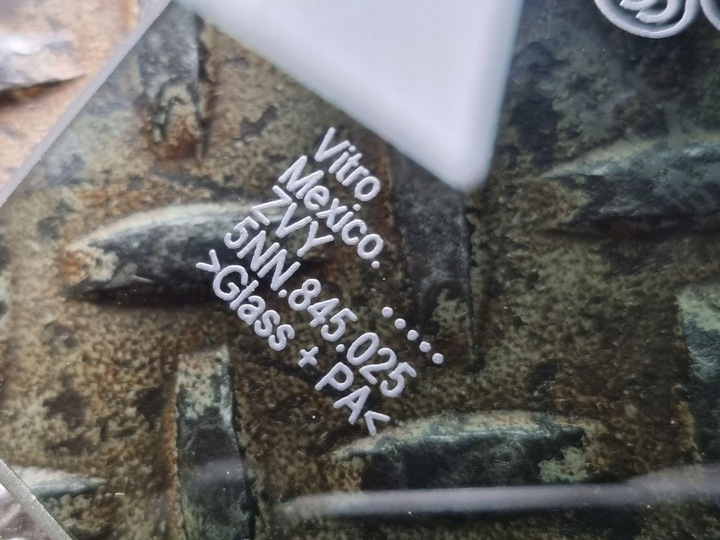 Vitro
Mexico.
ZVY .....
5NN.845.025
>Glass + PA<